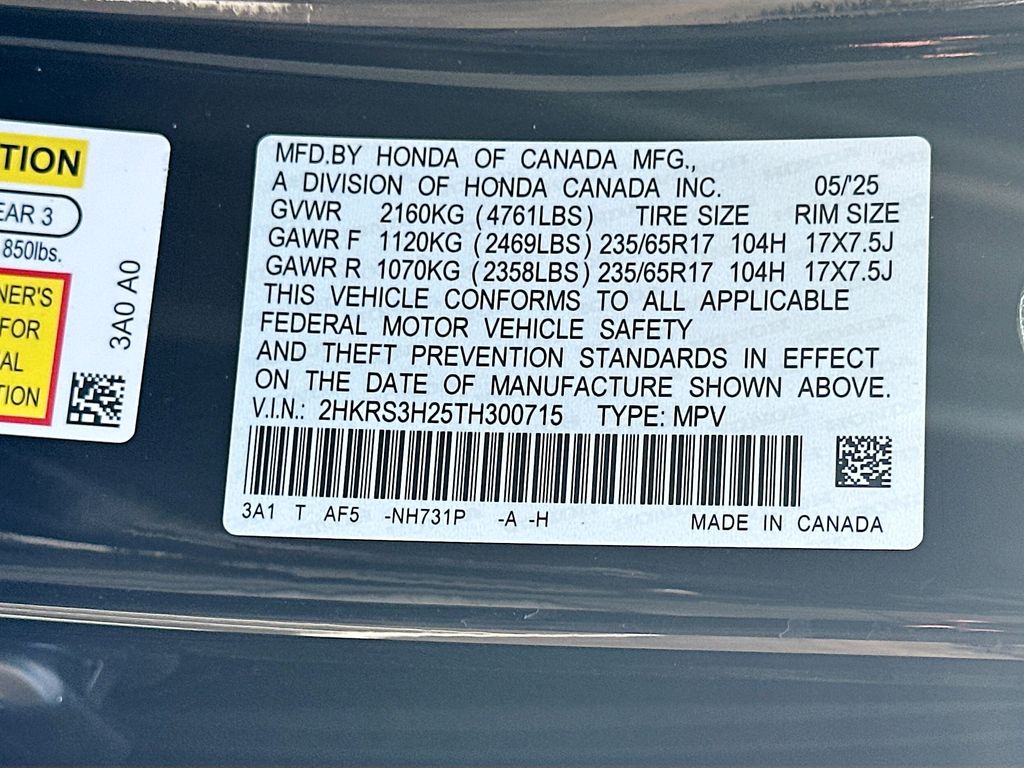 TION
EAR 3
850lbs.
NER'S
FOR
AL
TION
3A0 A0
MFD.BY HONDA OF CANADA MFG.,
A DIVISION OF HONDA CANADA INC. 05/'25
GVWR 2160KG (4761LBS) TIRE SIZE RIM SIZE
GAWR F 1120KG (2469LBS) 235/65R17 104H 17X7.5J
GAWR R 1070KG (2358LBS) 235/65R17 104H 17X7.5J
THIS VEHICLE CONFORMS TO ALL APPLICABLE
FEDERAL MOTOR VEHICLE SAFETY
AND THEFT PREVENTION STANDARDS IN EFFECT
ON THE DATE OF MANUFACTURE SHOWN ABOVE.
V.I.N.: 2HKRS3H25TH300715 TYPE: MPV
3A1 T AF5 -NH731P -A -H MADE IN CANADA